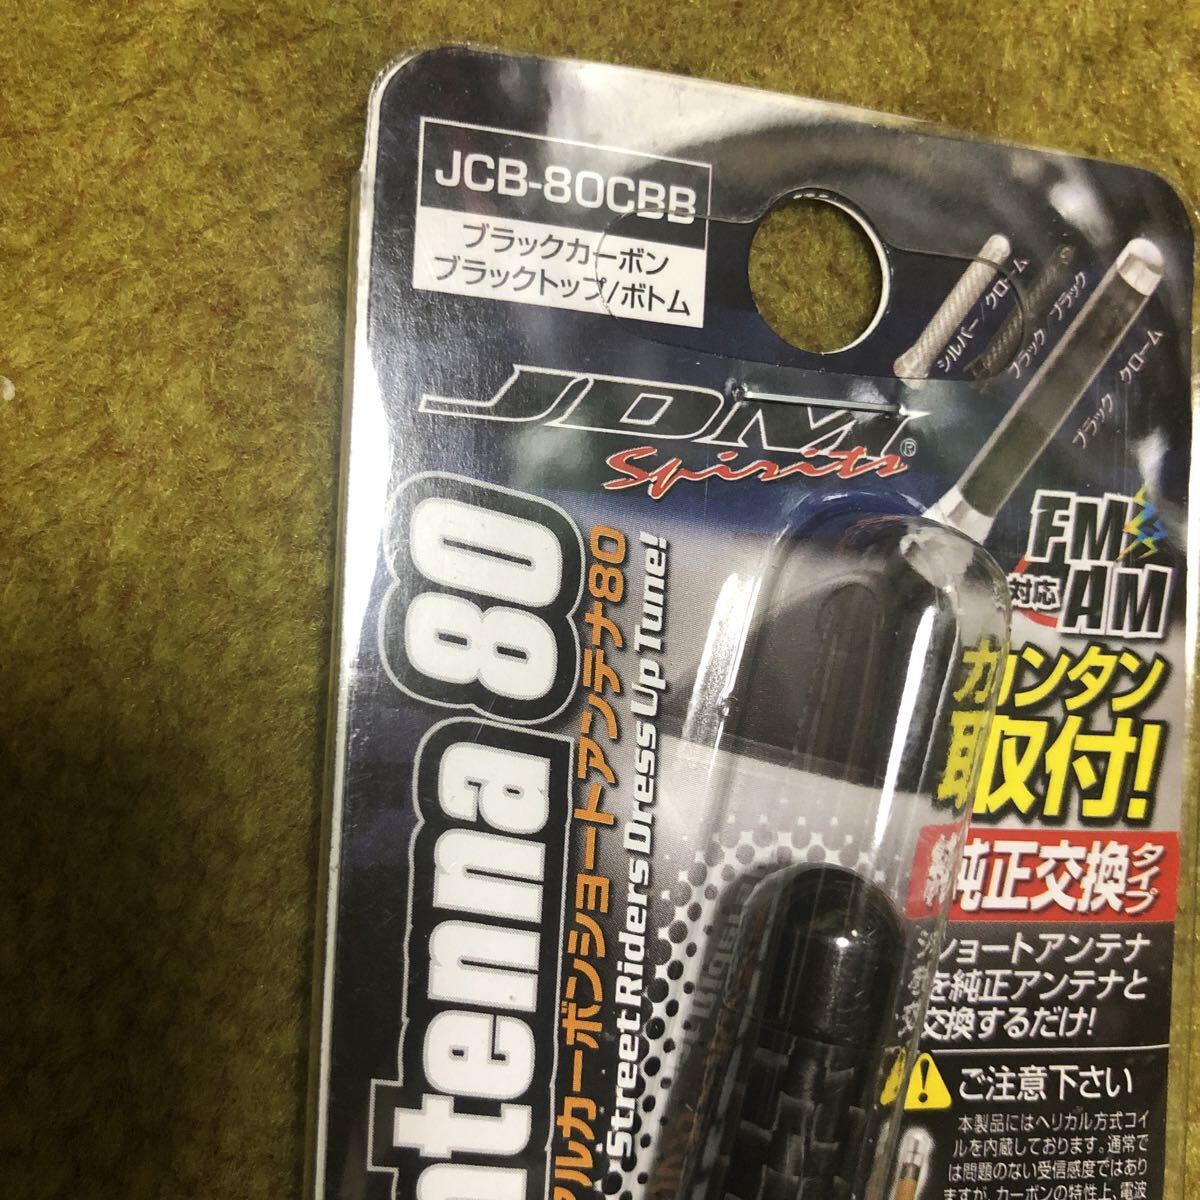 JCB-80CBB
ブラックカーボン
ブラックトップ/ボトム
シルバー/クローム
ブラック/ブラック
ブラック/クローム
JDM®
Spirits
FM
AM
対応
カンタン
取付!
純正交換タイプ
ショートアンテナ
を純正アンテナと
交換するだけ!
ご注意下さい
本製品にはヘリカル方式コイ
ルを内蔵しております。通常で
は問題のない受信感度ではあり
ますが、カーボンの特性上、電波
ntenna 80
アルカーボンショートアンテナ80
Street Riders Dress Up Tune!